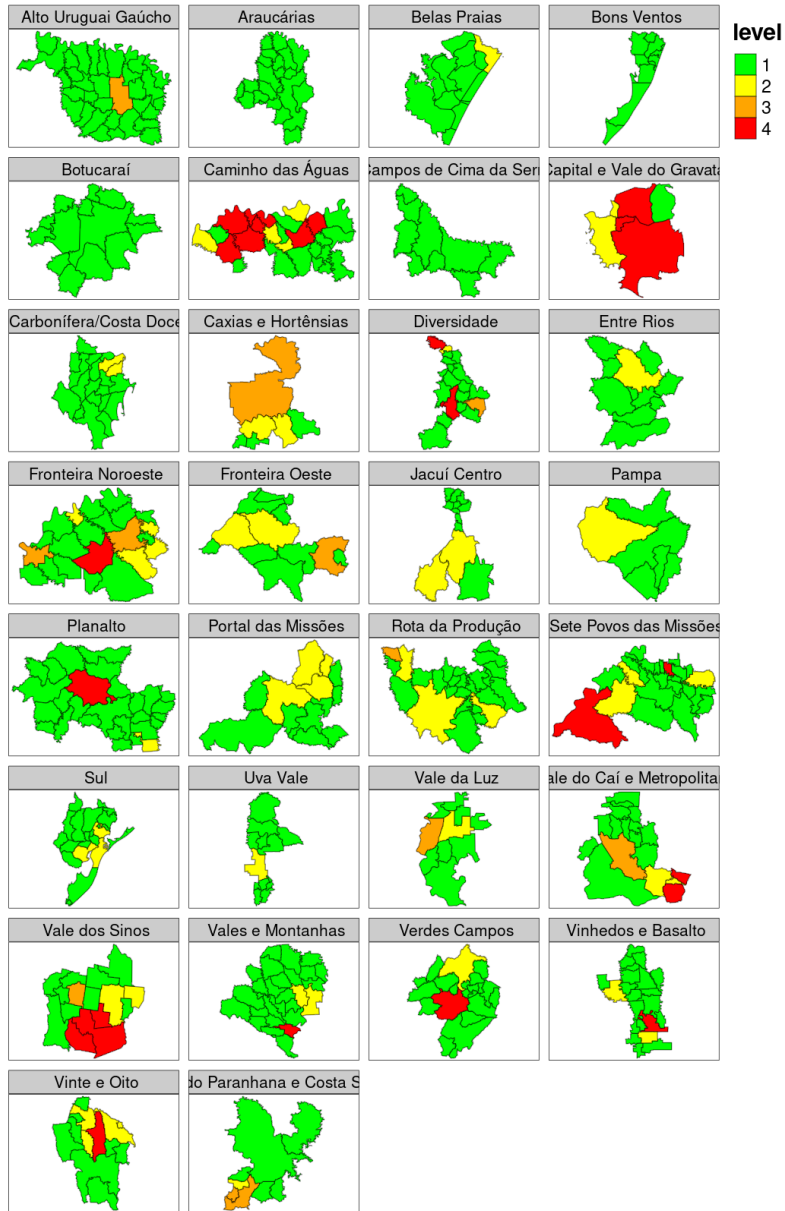 Alto Uruguai Gaúcho
Araucárias
Belas Praias
Bons Ventos
level
1
2
3
4
Botucaraí
Caminho das Águas
Campos de Cima da Serr
Capital e Vale do Gravata
Carbonífera/Costa Doce
Caxias e Hortênsias
Diversidade
Entre Rios
Fronteira Noroeste
Fronteira Oeste
Jacuí Centro
Pampa
Planalto
Portal das Missões
Rota da Produção
Sete Povos das Missões
Sul
Uva Vale
Vale da Luz
ale do Caí e Metropolita
Vale dos Sinos
Vales e Montanhas
Verdes Campos
Vinhedos e Basalto
Vinte e Oito
do Paranhana e Costa S